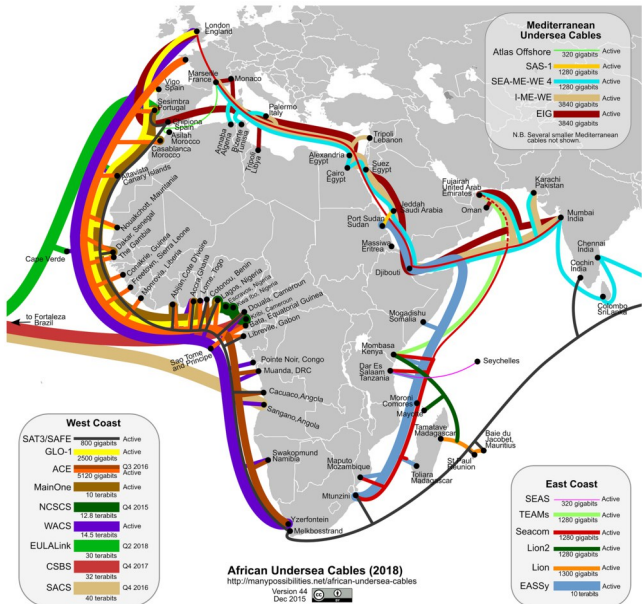 London
England
Vigo
Spain
Marseille
France
Monaco
Sesimbra
Portugal
Chipiona
Spain
Asilah
Morocco
Casablanca
Morocco
Annaba
Algeria
Bizerte
Tunisia
Palermo
Italy
Tripoli
Libya
Tripoli
Lebanon
Alexandria
Egypt
Cairo
Egypt
Suez
Egypt
Altavista
Canary Islands
Nouakchott, Mauritania
Dakar, Senegal
The Gambia
Cape Verde
Conakrie, Guinea
Freetown, Sierra Leone
Monrovia, Liberia
Abijan,Cote D'Ivoire
Accra,Ghana
Lome, Togo
Cotonou, Benin
Lagos, Nigeria
Douala, Cameroun
Kribi, Cameroun
Bata, Equatorial Guinea
Libreville, Gabon
Sao Tome
and Principe
to Fortaleza
Brazil
Pointe Noir, Congo
Muanda, DRC
Cacuaco,Angola
Sangano,Angola
Swakopmund
Namibia
Yzerfontein
Melkbosstrand
Jeddah
Saudi Arabia
Port Sudan
Sudan
Massiwa
Eritrea
Djibouti
Fujairah
United Arab
Emirates
Oman
Karachi
Pakistan
Mumbai
India
Chennai
India
Cochin
India
Colombo
SriLanka
Mogadishu
Somalia
Mombasa
Kenya
Dar Es
Salaam
Tanzania
Seychelles
Moroni
Comores
Mayotte
Tamatave
Madagascar
Baie du
Jacobet,
Mauritius
St.Paul
Reunion
Toliara
Madagascar
Maputo
Mozambique
Mtunzini
Mediterranean
Undersea Cables
Atlas Offshore Active
320 gigabits
SAS-1 Active
1280 gigabits
SEA-ME-WE 4 Active
1280 gigabits
I-ME-WE Active
3840 gigabits
EIG Active
3840 gigabits
N.B. Several smaller Mediterranean
cables not shown.
West Coast
SAT3/SAFE Active
800 gigabits
GLO-1 Active
2500 gigabits
ACE Q3 2016
5120 gigabits Active
MainOne Active
10 terabits
NCSCS Q4 2015
12.8 terabits
WACS Active
14.5 terabits
EULALink Q2 2018
30 terabits
CSBS Q4 2017
32 terabits
SACS Q4 2016
40 terabits
East Coast
SEAS Active
320 gigabits
TEAMs Active
1280 gigabits
Seacom Active
1280 gigabits
Lion2 Active
1280 gigabits
Lion Active
1300 gigabits
EASSy Active
10 terabits
African Undersea Cables (2018)
http://manypossibilities.net/african-undersea-cables
Version 44
Dec 2015